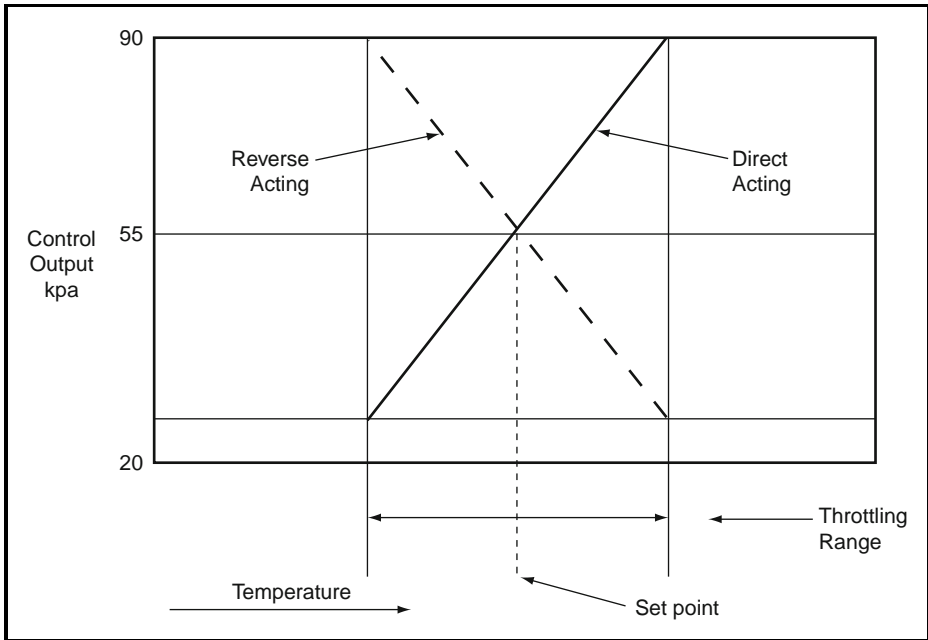 90
Reverse
Acting
Direct
Acting
55
Control
Output
kpa
20
Throttling
Range
Temperature
Set point